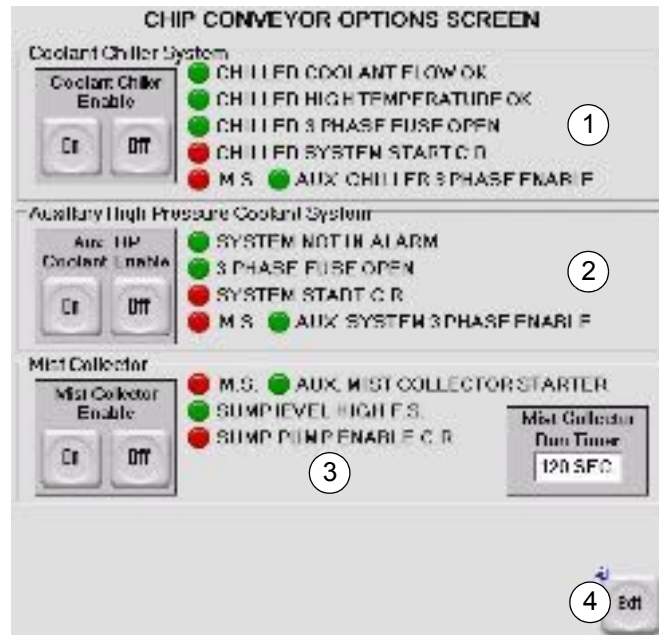 CHIP CONVEYOR OPTIONS SCREEN
Coolant Chiller System
Coolant Chiller
Enable
On Off
CHILLED COOLANT FLOW OK
CHILLED HIGH TEMPERATURE OK
CHILLED 3 PHASE FUSE OPEN
CHILLED SYSTEM START C.R.
M.S. AUX. CHILLER 3 PHASE ENABLE
1
Auxillary High Pressure Coolant System
Aux. HP
Coolant Enable
On Off
SYSTEM NOT IN ALARM
3 PHASE FUSE OPEN
SYSTEM START C.R.
M.S. AUX. SYSTEM 3 PHASE ENABLE
2
Mist Collector
Mist Collector
Enable
On Off
M.S. AUX. MIST COLLECTOR STARTER
SUMP LEVEL HIGH F.S.
SUMP PUMP ENABLE C.R.
3
Mist Collector
Run Timer
120 SEC
4
Exit